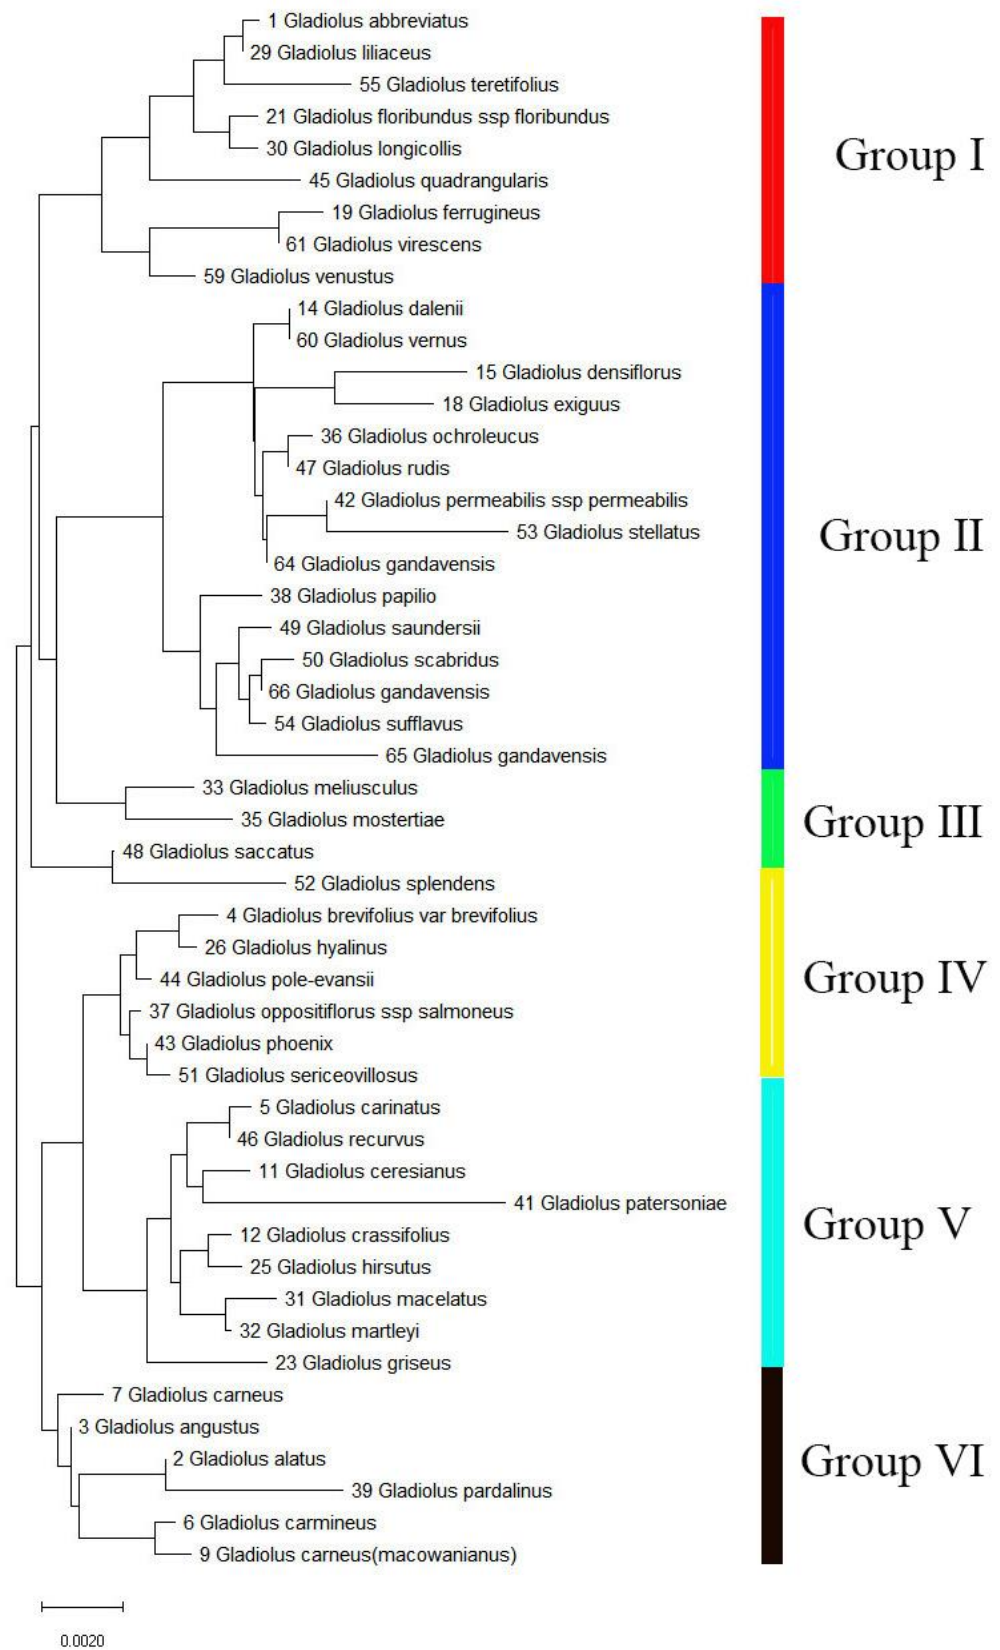 1 Gladiolus abbreviatus
29 Gladiolus liliaceus
55 Gladiolus teretifolius
21 Gladiolus floribundus ssp floribundus
30 Gladiolus longicollis
45 Gladiolus quadrangularis
19 Gladiolus ferrugineus
61 Gladiolus virescens
59 Gladiolus venustus
Group I
14 Gladiolus dalenii
60 Gladiolus vernus
15 Gladiolus densiflorus
18 Gladiolus exiguus
36 Gladiolus ochroleucus
47 Gladiolus rudis
42 Gladiolus permeabilis ssp permeabilis
53 Gladiolus stellatus
64 Gladiolus gandavensis
38 Gladiolus papilio
49 Gladiolus saundersii
50 Gladiolus scabridus
66 Gladiolus gandavensis
54 Gladiolus sufflavus
65 Gladiolus gandavensis
Group II
33 Gladiolus meliusculus
35 Gladiolus mostertiae
48 Gladiolus saccatus
Group III
52 Gladiolus splendens
4 Gladiolus brevifolius var brevifolius
26 Gladiolus hyalinus
44 Gladiolus pole-evansii
37 Gladiolus oppositiflorus ssp salmoneus
43 Gladiolus phoenix
51 Gladiolus sericeovillosus
Group IV
5 Gladiolus carinatus
46 Gladiolus recurvus
11 Gladiolus ceresianus
41 Gladiolus patersoniae
12 Gladiolus crassifolius
25 Gladiolus hirsutus
31 Gladiolus macelatus
32 Gladiolus martleyi
23 Gladiolus griseus
Group V
7 Gladiolus carneus
3 Gladiolus angustus
2 Gladiolus alatus
39 Gladiolus pardalinus
6 Gladiolus carmineus
9 Gladiolus carneus(macowanianus)
Group VI
0.0020